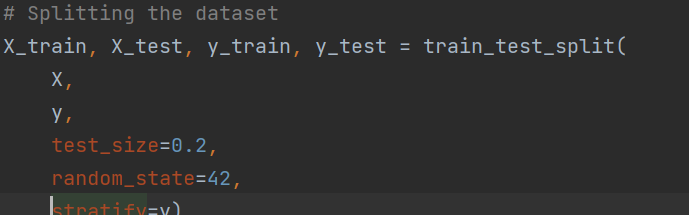 # Splitting the dataset
X_train, X_test, y_train, y_test = train_test_split(
X,
y,
test_size=0.2,
random_state=42,
stratify=y)